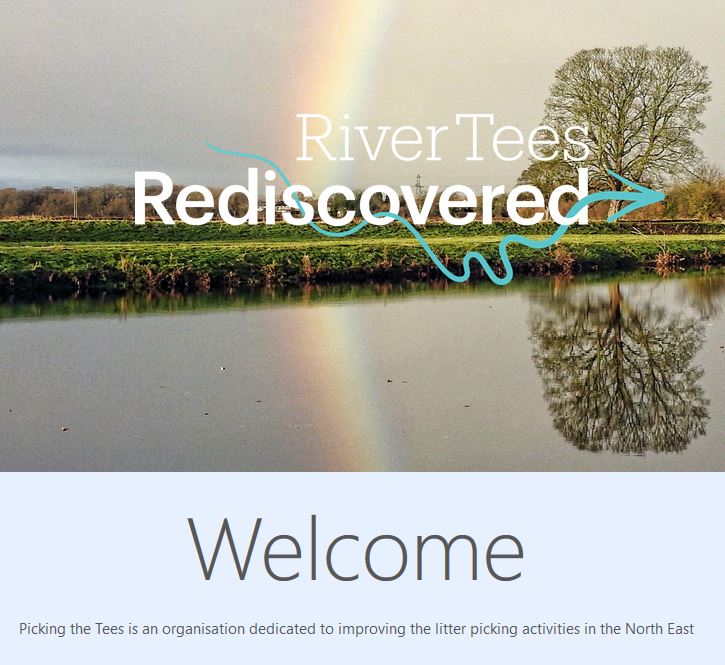 River Tees
Rediscovered
Welcome
Picking the Tees is an organisation dedicated to improving the litter picking activities in the North East